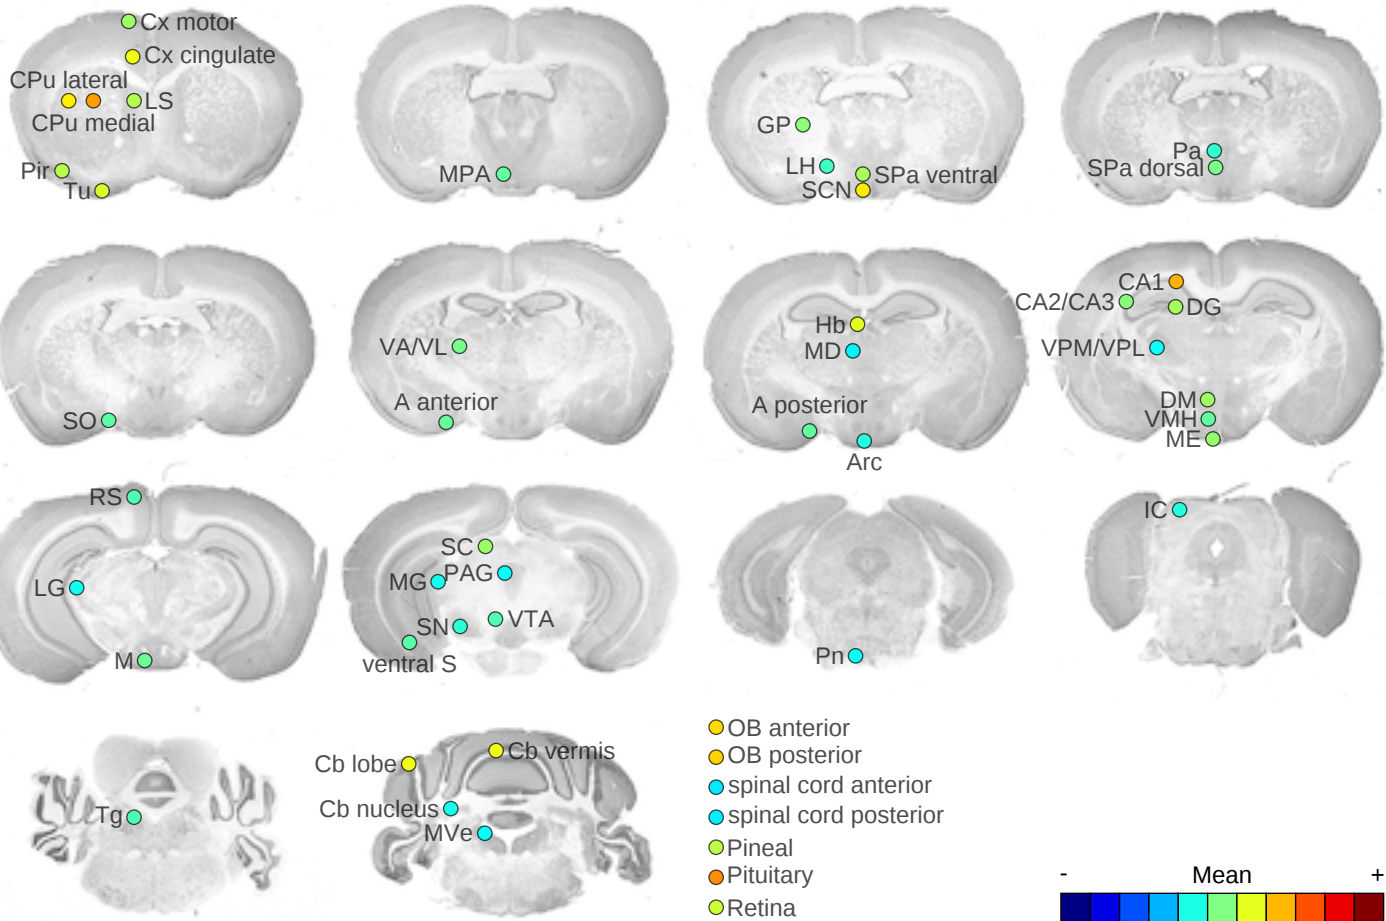 Cx motor
Cx cingulate
CPu lateral
LS
CPu medial
Pir
Tu
MPA
GP
LH
SPa ventral
SCN
Pa
SPa dorsal
SO
VA/VL
A anterior
Hb
MD
A posterior
Arc
CA1
CA2/CA3
DG
VPM/VPL
DM
VMH
ME
RS
LG
M
SC
MG
PAG
SN
VTA
ventral S
Pn
IC
Tg
Cb lobe
Cb vermis
Cb nucleus
MVe
OB anterior
OB posterior
spinal cord anterior
spinal cord posterior
Pineal
Pituitary
Retina
- Mean +